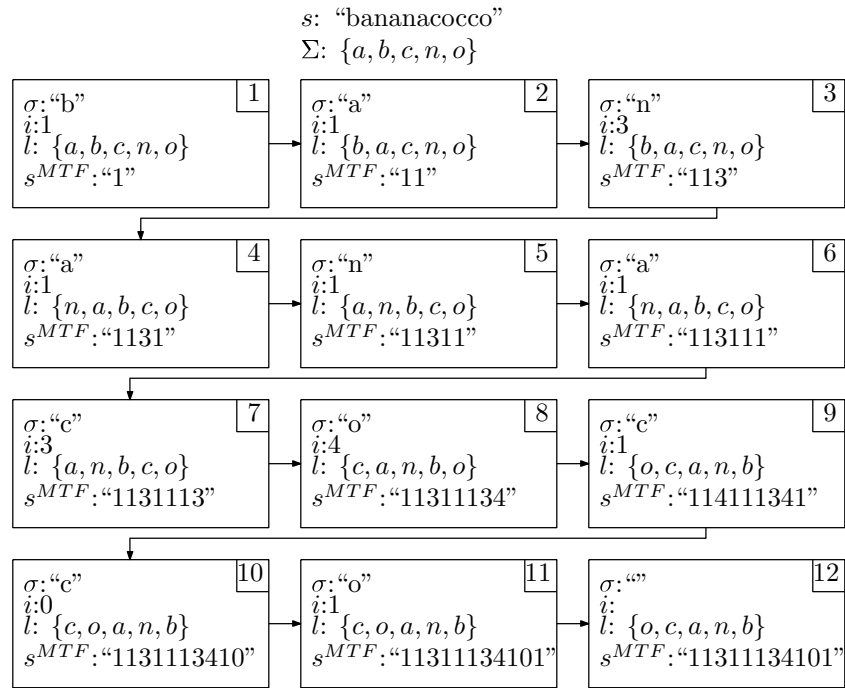 s: “bananacocco”
Σ: {a, b, c, n, o}
1
σ:“b”
i:1
l: {a, b, c, n, o}
s^MTF:“1”
2
σ:“a”
i:1
l: {b, a, c, n, o}
s^MTF:“11”
3
σ:“n”
i:3
l: {b, a, c, n, o}
s^MTF:“113”
4
σ:“a”
i:1
l: {n, a, b, c, o}
s^MTF:“1131”
5
σ:“n”
i:1
l: {a, n, b, c, o}
s^MTF:“11311”
6
σ:“a”
i:1
l: {n, a, b, c, o}
s^MTF:“113111”
7
σ:“c”
i:3
l: {a, n, b, c, o}
s^MTF:“1131113”
8
σ:“o”
i:4
l: {c, a, n, b, o}
s^MTF:“11311134”
9
σ:“c”
i:1
l: {o, c, a, n, b}
s^MTF:“114111341”
10
σ:“c”
i:0
l: {c, o, a, n, b}
s^MTF:“1131113410”
11
σ:“o”
i:1
l: {c, o, a, n, b}
s^MTF:“11311134101”
12
σ:“”
i:
l: {o, c, a, n, b}
s^MTF:“11311134101”